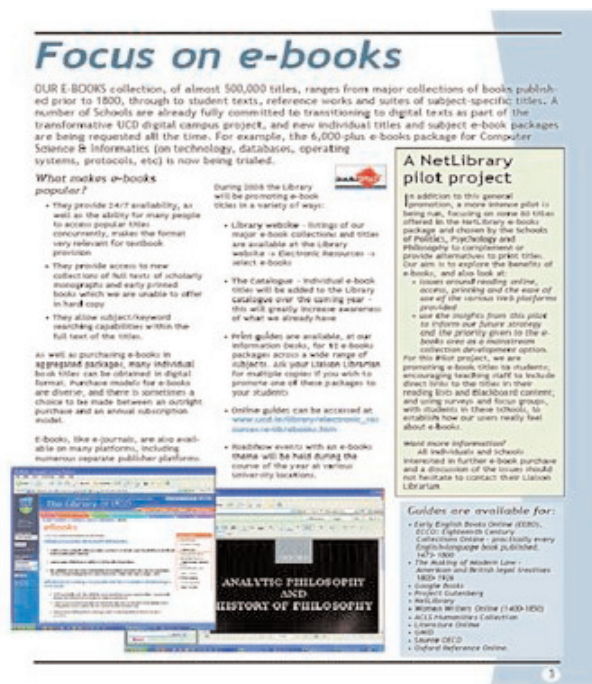 Focus on e-books
OUR E-BOOKS collection, of almost 500,000 titles, ranges from major collections of books publish-
ed prior to 1800, through to student texts, reference works and suites of subject-specific titles. A
number of Schools are already fully committed to transitioning to digital texts as part of the
transformative UCD digital campus project, and new individual titles and subject e-book packages
are being requested all the time. For example, the 6,000 plus e-books package for Computer
Science & Informatics (on technology, databases, operating
systems, protocols, etc) is now being trialed.
What makes e-books
popular?
• They provide 24/7 availability, as
well as the ability for many people
to access popular titles
concurrently, makes the format
very relevant for textbook
provision
• They provide access to new
collections of full texts of scholarly
monographs and early printed
books which we are unable to offer
in hard copy
• They allow subject/keyword
searching capabilities within the
full text of the titles.
As well as purchasing e-books in
aggregated packages, many individual
book titles can be obtained in digital
format. Purchase models for e-books
are diverse, and there is sometimes a
choice to be made between an outright
purchase and an annual subscription
model.
E-books, like e-journals, are also avail-
able on many platforms, including
numerous separate publisher platforms.
During 2008 the Library
will be promoting e-book
titles in a variety of ways:
• Library website - listings of our
major e-book collections and titles
are available at the Library
website → Electronic Resources →
select e-books
• The Catalogue - individual e-book
titles will be added to the Library
catalogue over the coming year -
this will greatly increase awareness
of what we already have
• Print guides are available, at our
Information Desks, for 12 e-books
packages across a wide range of
subjects. Ask your Liaison Librarian
for multiple copies if you wish to
promote one of these packages to
your students
• Online guides can be accessed at
www.ucd.ie/library/electronic_res
ources/e-lib/ebooks.htm
• Roadshow events with an e-books
theme will be held during the
course of the year at various
university locations.
A NetLibrary
pilot project
In addition to this general
promotion, a more intense pilot is
being run, focusing on some 80 titles
offered in the NetLibrary e-books
package and chosen by the Schools
of Politics, Psychology and
Philosophy to complement or
provide alternatives to print titles.
Our aim is to explore the benefits of
e-books, and also look at:
• issues around reading online,
access, printing and the ease of
use of the various Web platforms
provided
• use the insights from this pilot
to inform our future strategy
and the priority given to the e-
books area as a mainstream
collection development option.
For this Pilot project, we are
promoting e-book titles to students;
encouraging teaching staff to include
direct links to the titles in their
reading lists and Blackboard content;
and using surveys and focus groups,
with students in these schools, to
establish how our users really feel
about e-books.
Want more information?
All individuals and Schools
interested in further e-book purchase
and a discussion of the issues should
not hesitate to contact their Liaison
Librarian.
The Library @ UCD
eBooks
ANALYTIC PHILOSOPHY
AND
HISTORY OF PHILOSOPHY
Guides are available for:
• Early English Books Online (EEBO),
ECCO: Eighteenth Century
Collections Online - practically every
English-language book published,
1473-1800
• The Making of Modern Law -
American and British legal treatises
1800-1926
• Google Books
• Project Gutenberg
• NetLibrary
• Women Writers Online (1400-1850)
• ACLS Humanities Collection
• Literature Online
• Source OECD
• Oxford Reference Online
3